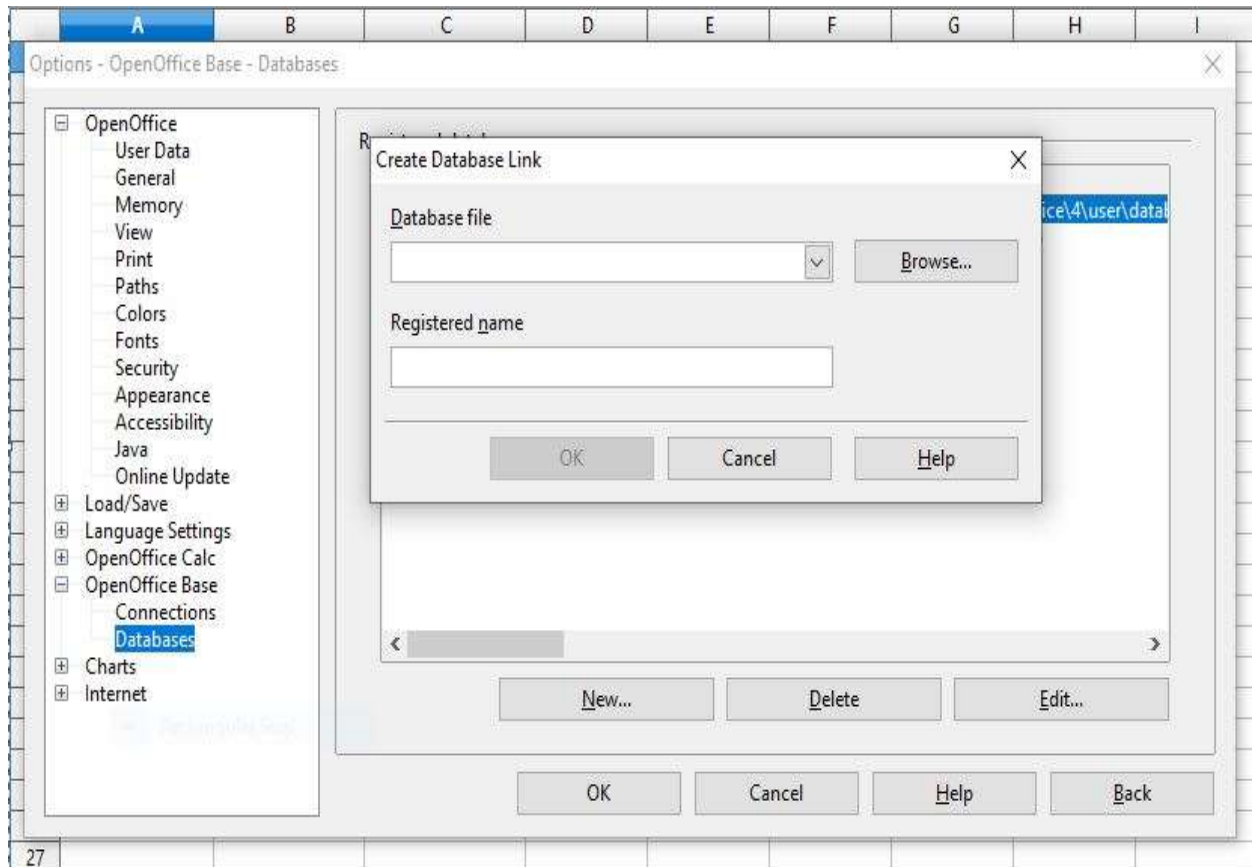 A B C D E F G H I
Options - OpenOffice Base - Databases
OpenOffice
User Data
General
Memory
View
Print
Paths
Colors
Fonts
Security
Appearance
Accessibility
Java
Online Update
Load/Save
Language Settings
OpenOffice Calc
OpenOffice Base
Connections
Databases
Charts
Internet
Create Database Link
Database file
Browse...
Registered name
OK Cancel Help
ice\4\user\datal
New... Delete Edit...
OK Cancel Help Back
27